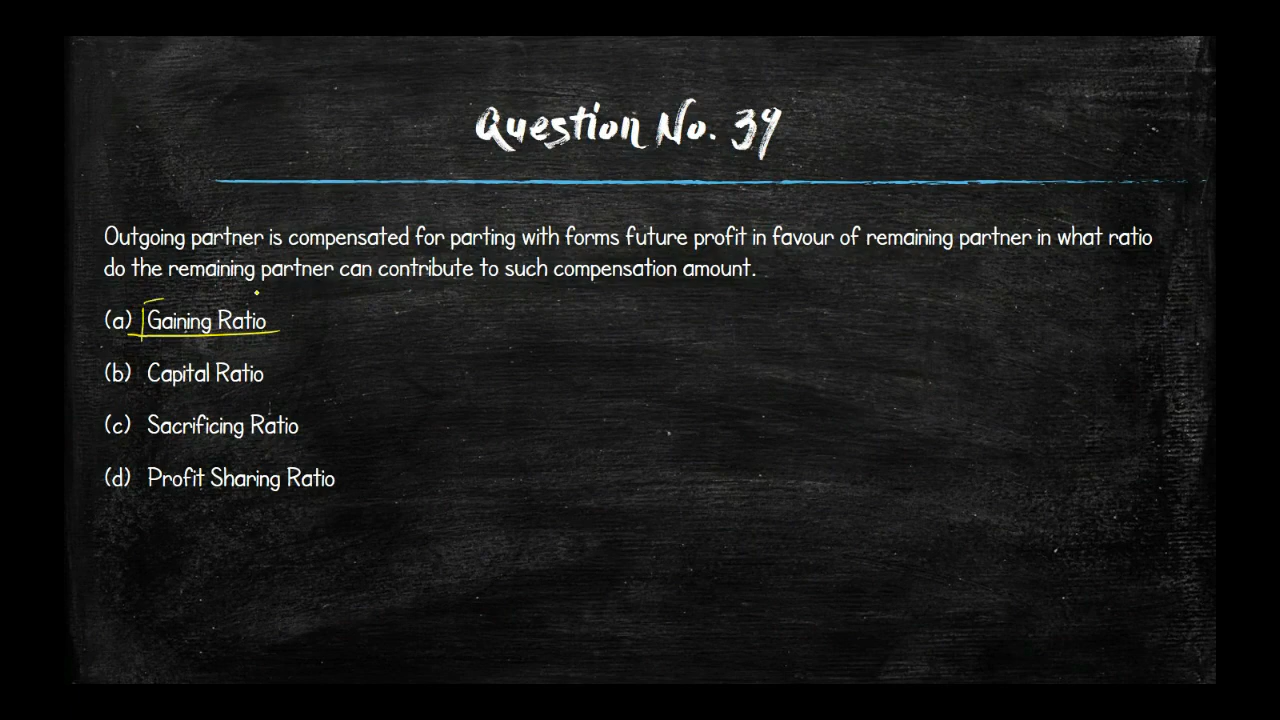 Question No. 39
Outgoing partner is compensated for parting with forms future profit in favour of remaining partner in what ratio
do the remaining partner can contribute to such compensation amount.
(a) Gaining Ratio
(b) Capital Ratio
(c) Sacrificing Ratio
(d) Profit Sharing Ratio